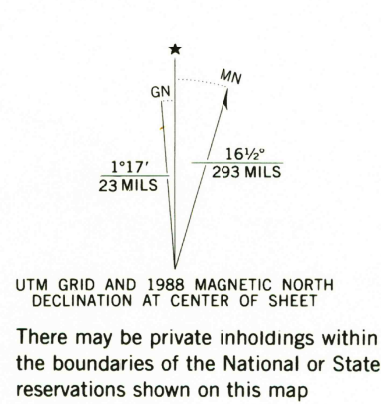 ★
MN
GN
1°17′
23 MILS
16½°
293 MILS
UTM GRID AND 1988 MAGNETIC NORTH
DECLINATION AT CENTER OF SHEET
There may be private inholdings within
the boundaries of the National or State
reservations shown on this map